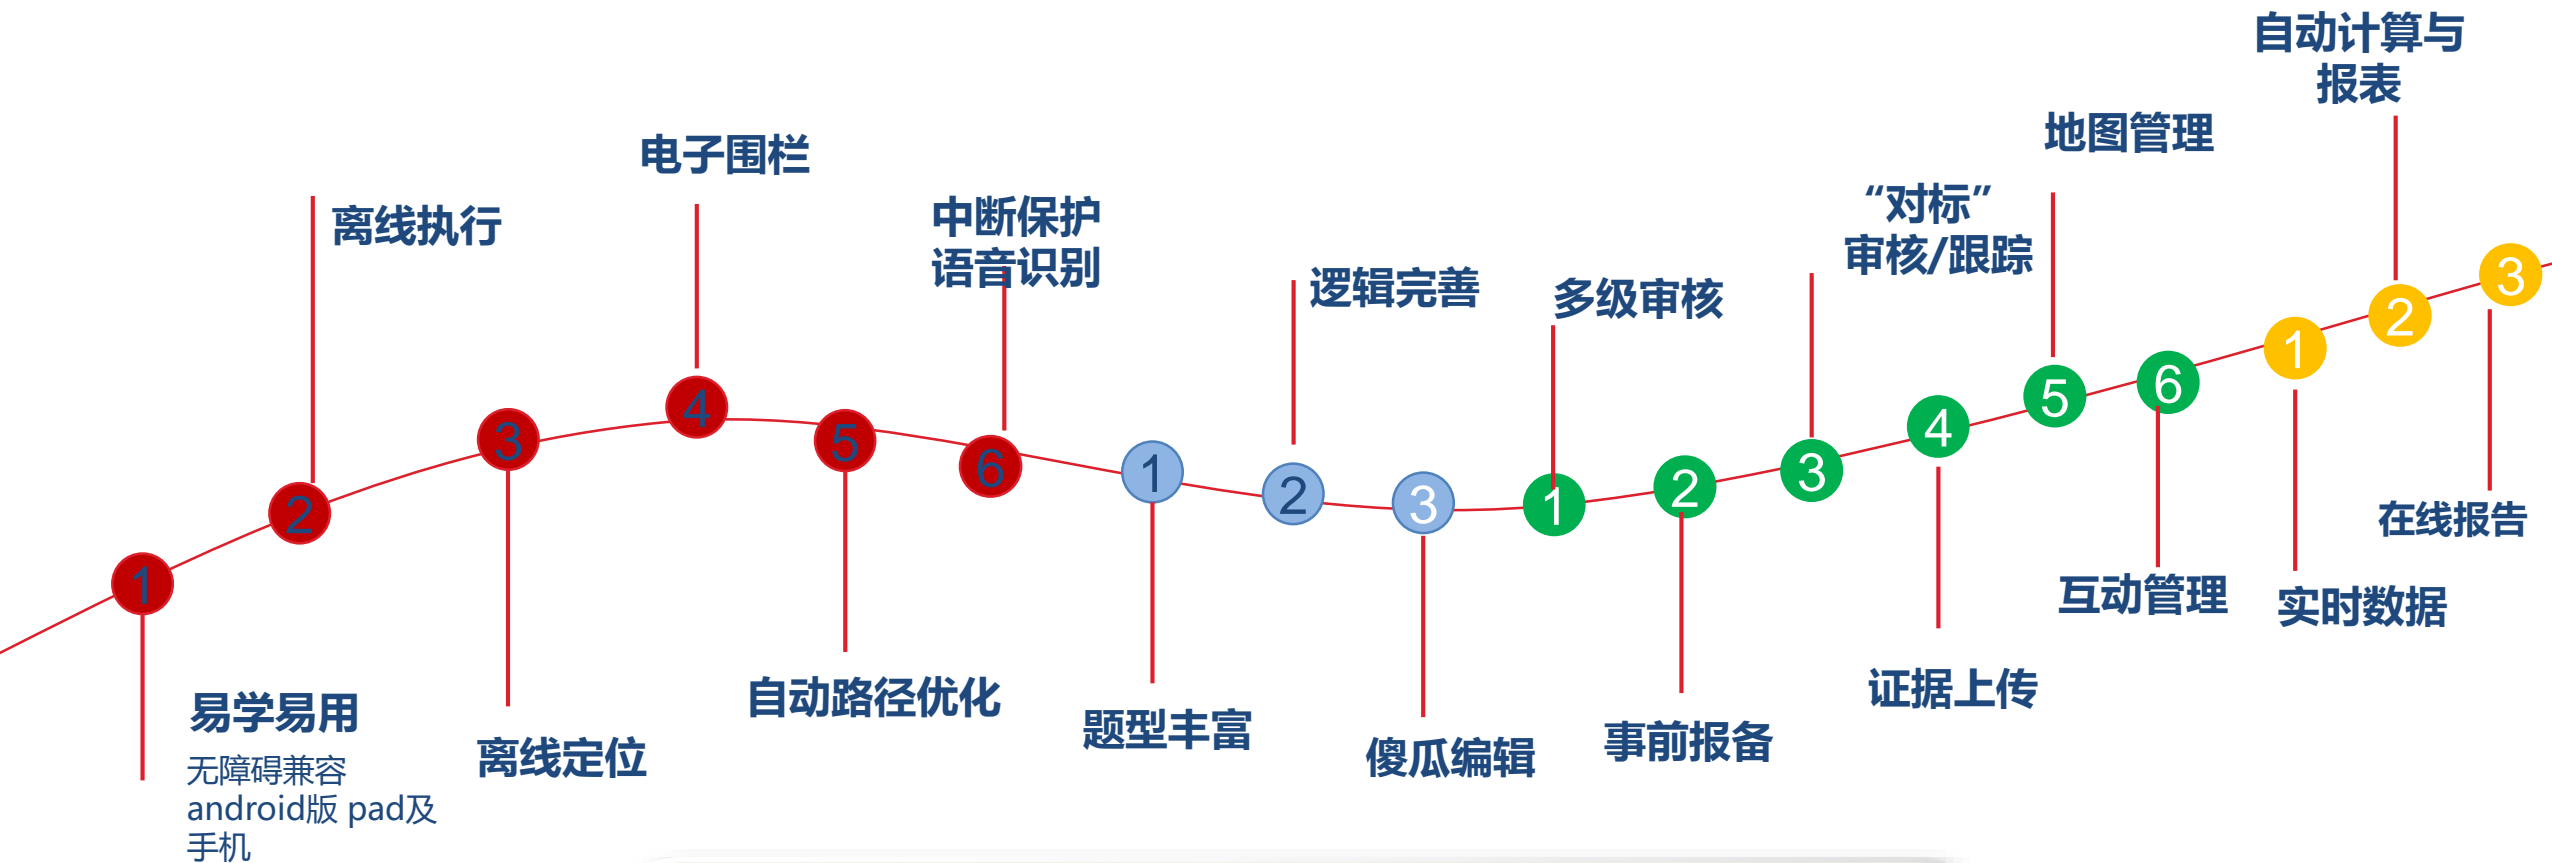 1
易学易用
无障碍兼容
android版 pad及
手机
2
离线执行
3
离线定位
4
电子围栏
5
自动路径优化
6
中断保护
语音识别
1
题型丰富
2
逻辑完善
3
傻瓜编辑
1
多级审核
2
事前报备
3
“对标”
审核/跟踪
4
证据上传
5
地图管理
6
互动管理
1
实时数据
2
自动计算与
报表
3
在线报告